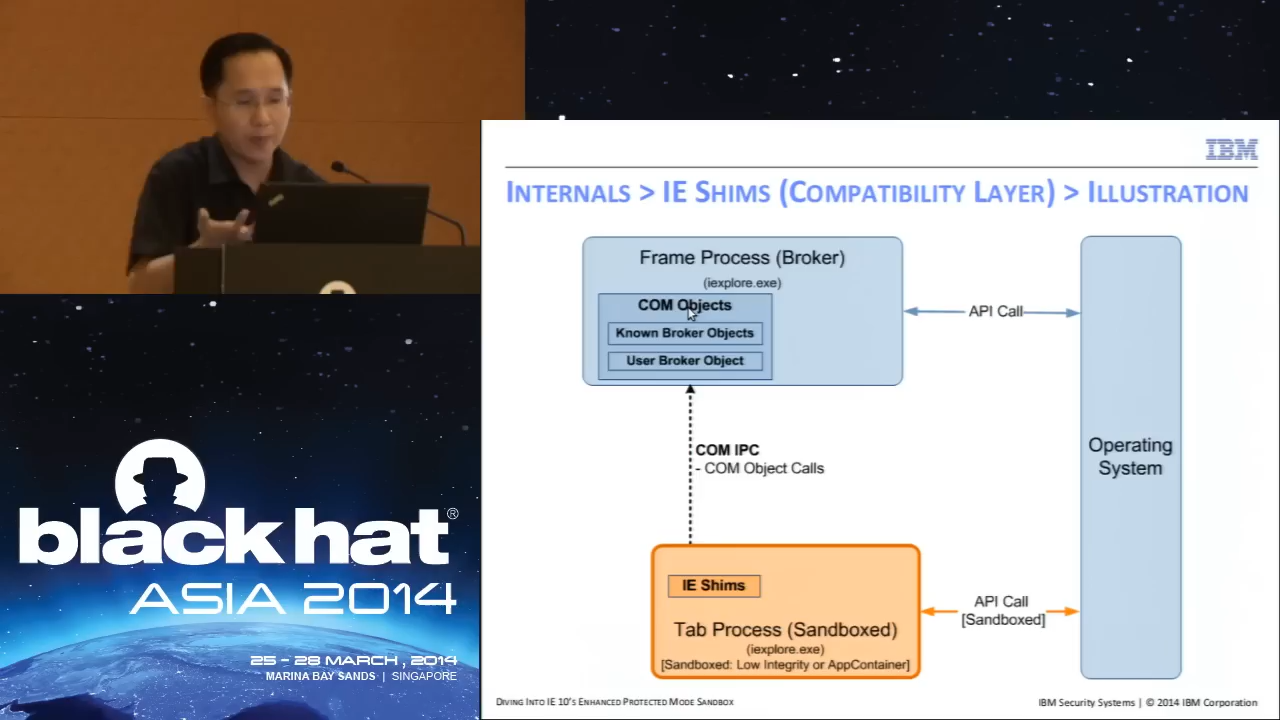 IBM
INTERNALS > IE SHIMS (COMPATIBILITY LAYER) > ILLUSTRATION
Frame Process (Broker)
(iexplore.exe)
COM Objects
Known Broker Objects
User Broker Object
API Call
COM IPC
- COM Object Calls
Operating
System
IE Shims
Tab Process (Sandboxed)
(iexplore.exe)
[Sandboxed: Low Integrity or AppContainer]
API Call
[Sandboxed]
DIVING INTO IE 10'S ENHANCED PROTECTED MODE SANDBOX
IBM Security Systems | © 2014 IBM Corporation
black hat®
ASIA 2014
25 - 28 MARCH, 2014
MARINA BAY SANDS | SINGAPORE